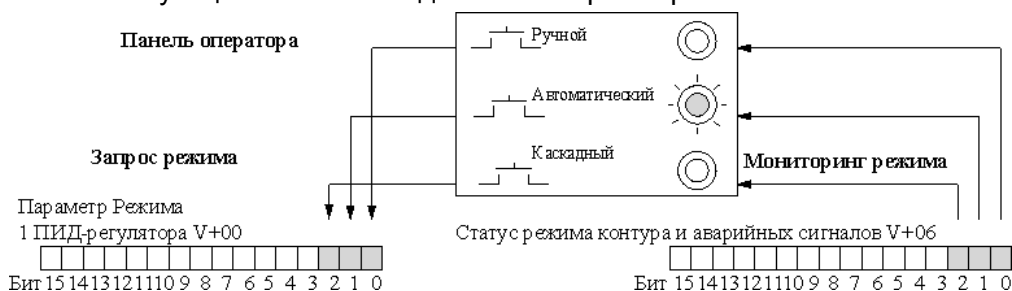 Панель оператора
Ручной
Автоматический
Каскадный
Запрос режима
Мониторинг режима
Параметр Режима
1 ПИД-регулятора V+00
Статус режима контура и аварийных сигналов V+06
Бит 15 14 13 12 11 10 9 8 7 6 5 4 3 2 1 0
Бит 15 14 13 12 11 10 9 8 7 6 5 4 3 2 1 0